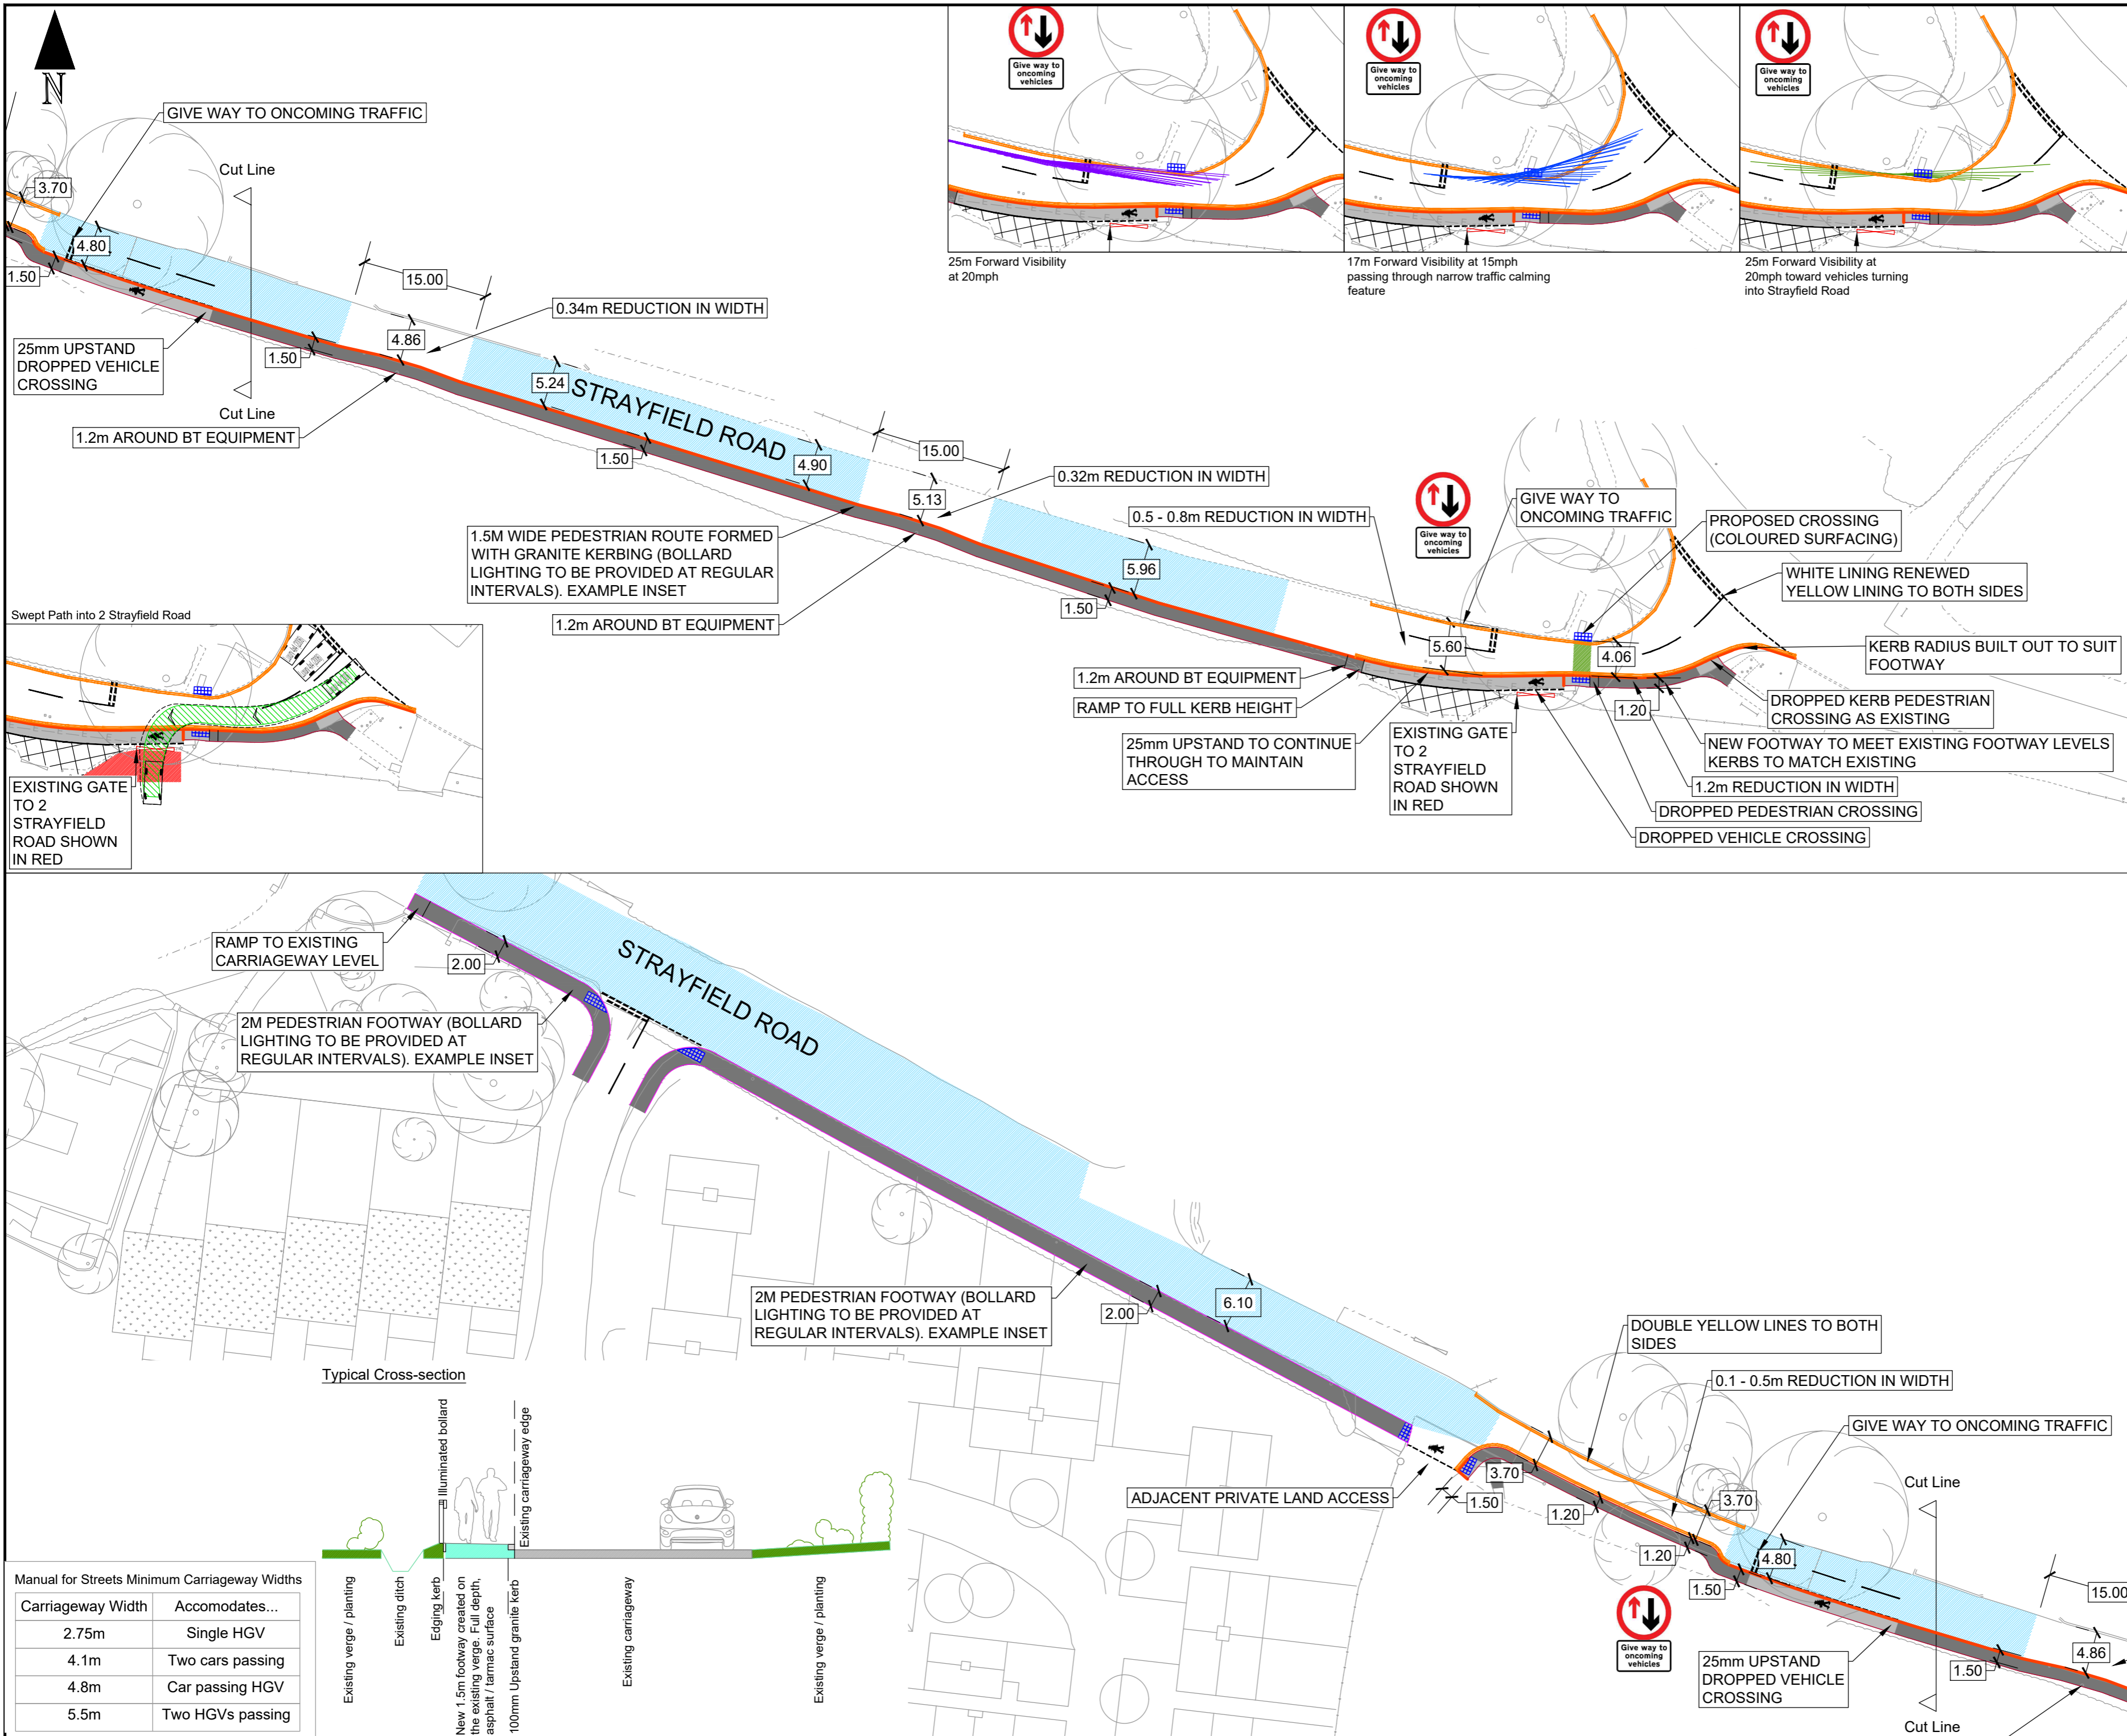 N
GIVE WAY TO ONCOMING TRAFFIC
Cut Line
3.70
4.80
1.50
15.00
0.34m REDUCTION IN WIDTH
4.86
25mm UPSTAND
DROPPED VEHICLE
CROSSING
1.50
Cut Line
1.2m AROUND BT EQUIPMENT
5.24
STRAYFIELD ROAD
1.50
4.90
15.00
5.13
0.32m REDUCTION IN WIDTH
1.5M WIDE PEDESTRIAN ROUTE FORMED
WITH GRANITE KERBING (BOLLARD
LIGHTING TO BE PROVIDED AT REGULAR
INTERVALS). EXAMPLE INSET
1.2m AROUND BT EQUIPMENT
5.96
1.50
Give way to
oncoming
vehicles
25m Forward Visibility
at 20mph
Give way to
oncoming
vehicles
17m Forward Visibility at 15mph
passing through narrow traffic calming
feature
Give way to
oncoming
vehicles
25m Forward Visibility at
20mph toward vehicles turning
into Strayfield Road
0.5 - 0.8m REDUCTION IN WIDTH
Give way to
oncoming
vehicles
GIVE WAY TO
ONCOMING TRAFFIC
PROPOSED CROSSING
(COLOURED SURFACING)
WHITE LINING RENEWED
YELLOW LINING TO BOTH SIDES
5.60
4.06
KERB RADIUS BUILT OUT TO SUIT
FOOTWAY
1.2m AROUND BT EQUIPMENT
RAMP TO FULL KERB HEIGHT
1.20
DROPPED KERB PEDESTRIAN
CROSSING AS EXISTING
25mm UPSTAND TO CONTINUE
THROUGH TO MAINTAIN
ACCESS
EXISTING GATE
TO 2
STRAYFIELD
ROAD SHOWN
IN RED
NEW FOOTWAY TO MEET EXISTING FOOTWAY LEVELS
KERBS TO MATCH EXISTING
1.2m REDUCTION IN WIDTH
DROPPED PEDESTRIAN CROSSING
DROPPED VEHICLE CROSSING
Swept Path into 2 Strayfield Road
EXISTING GATE
TO 2
STRAYFIELD
ROAD SHOWN
IN RED
RAMP TO EXISTING
CARRIAGEWAY LEVEL
2.00
STRAYFIELD ROAD
2M PEDESTRIAN FOOTWAY (BOLLARD
LIGHTING TO BE PROVIDED AT
REGULAR INTERVALS). EXAMPLE INSET
2M PEDESTRIAN FOOTWAY (BOLLARD
LIGHTING TO BE PROVIDED AT
REGULAR INTERVALS). EXAMPLE INSET
2.00
6.10
DOUBLE YELLOW LINES TO BOTH
SIDES
0.1 - 0.5m REDUCTION IN WIDTH
GIVE WAY TO ONCOMING TRAFFIC
ADJACENT PRIVATE LAND ACCESS
3.70
1.50
1.20
3.70
1.20
4.80
1.50
Cut Line
15.00
Give way to
oncoming
vehicles
25mm UPSTAND
DROPPED VEHICLE
CROSSING
1.50
4.86
Cut Line
Typical Cross-section
Illuminated bollard
Existing carriageway edge
Existing verge / planting
Existing ditch
Edging kerb
New 1.5m footway created on
the existing verge. Full depth,
asphalt / tarmac surface
100mm Upstand granite kerb
Existing carriageway
Existing verge / planting
Manual for Streets Minimum Carriageway Widths
Carriageway Width Accomodates...
2.75m Single HGV
4.1m Two cars passing
4.8m Car passing HGV
5.5m Two HGVs passing